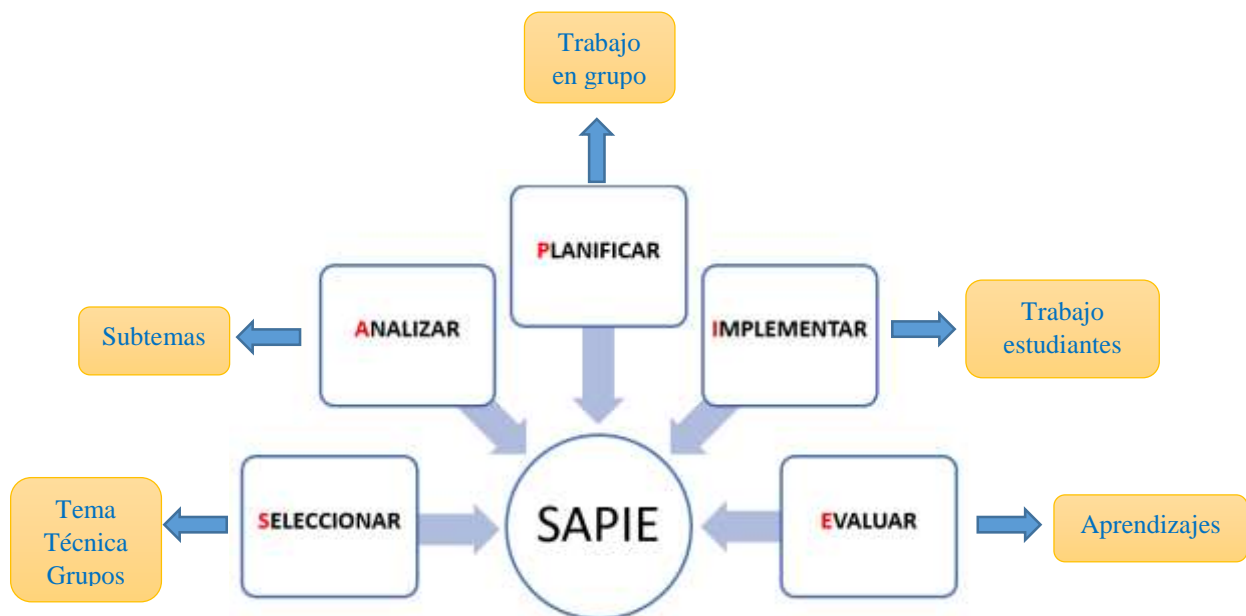 Trabajo
en grupo
PLANIFICAR
ANALIZAR
IMPLEMENTAR
Subtemas
Trabajo
estudiantes
SELECCIONAR
SAPIE
EVALUAR
Tema
Técnica
Grupos
Aprendizajes